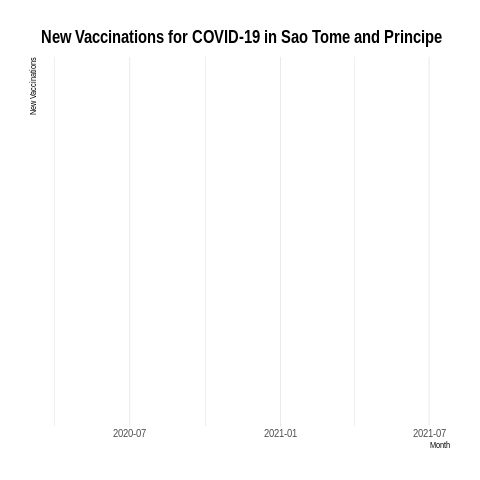 New Vaccinations for COVID-19 in Sao Tome and Principe
New Vaccinations
2020-07
2021-01
2021-07
Month